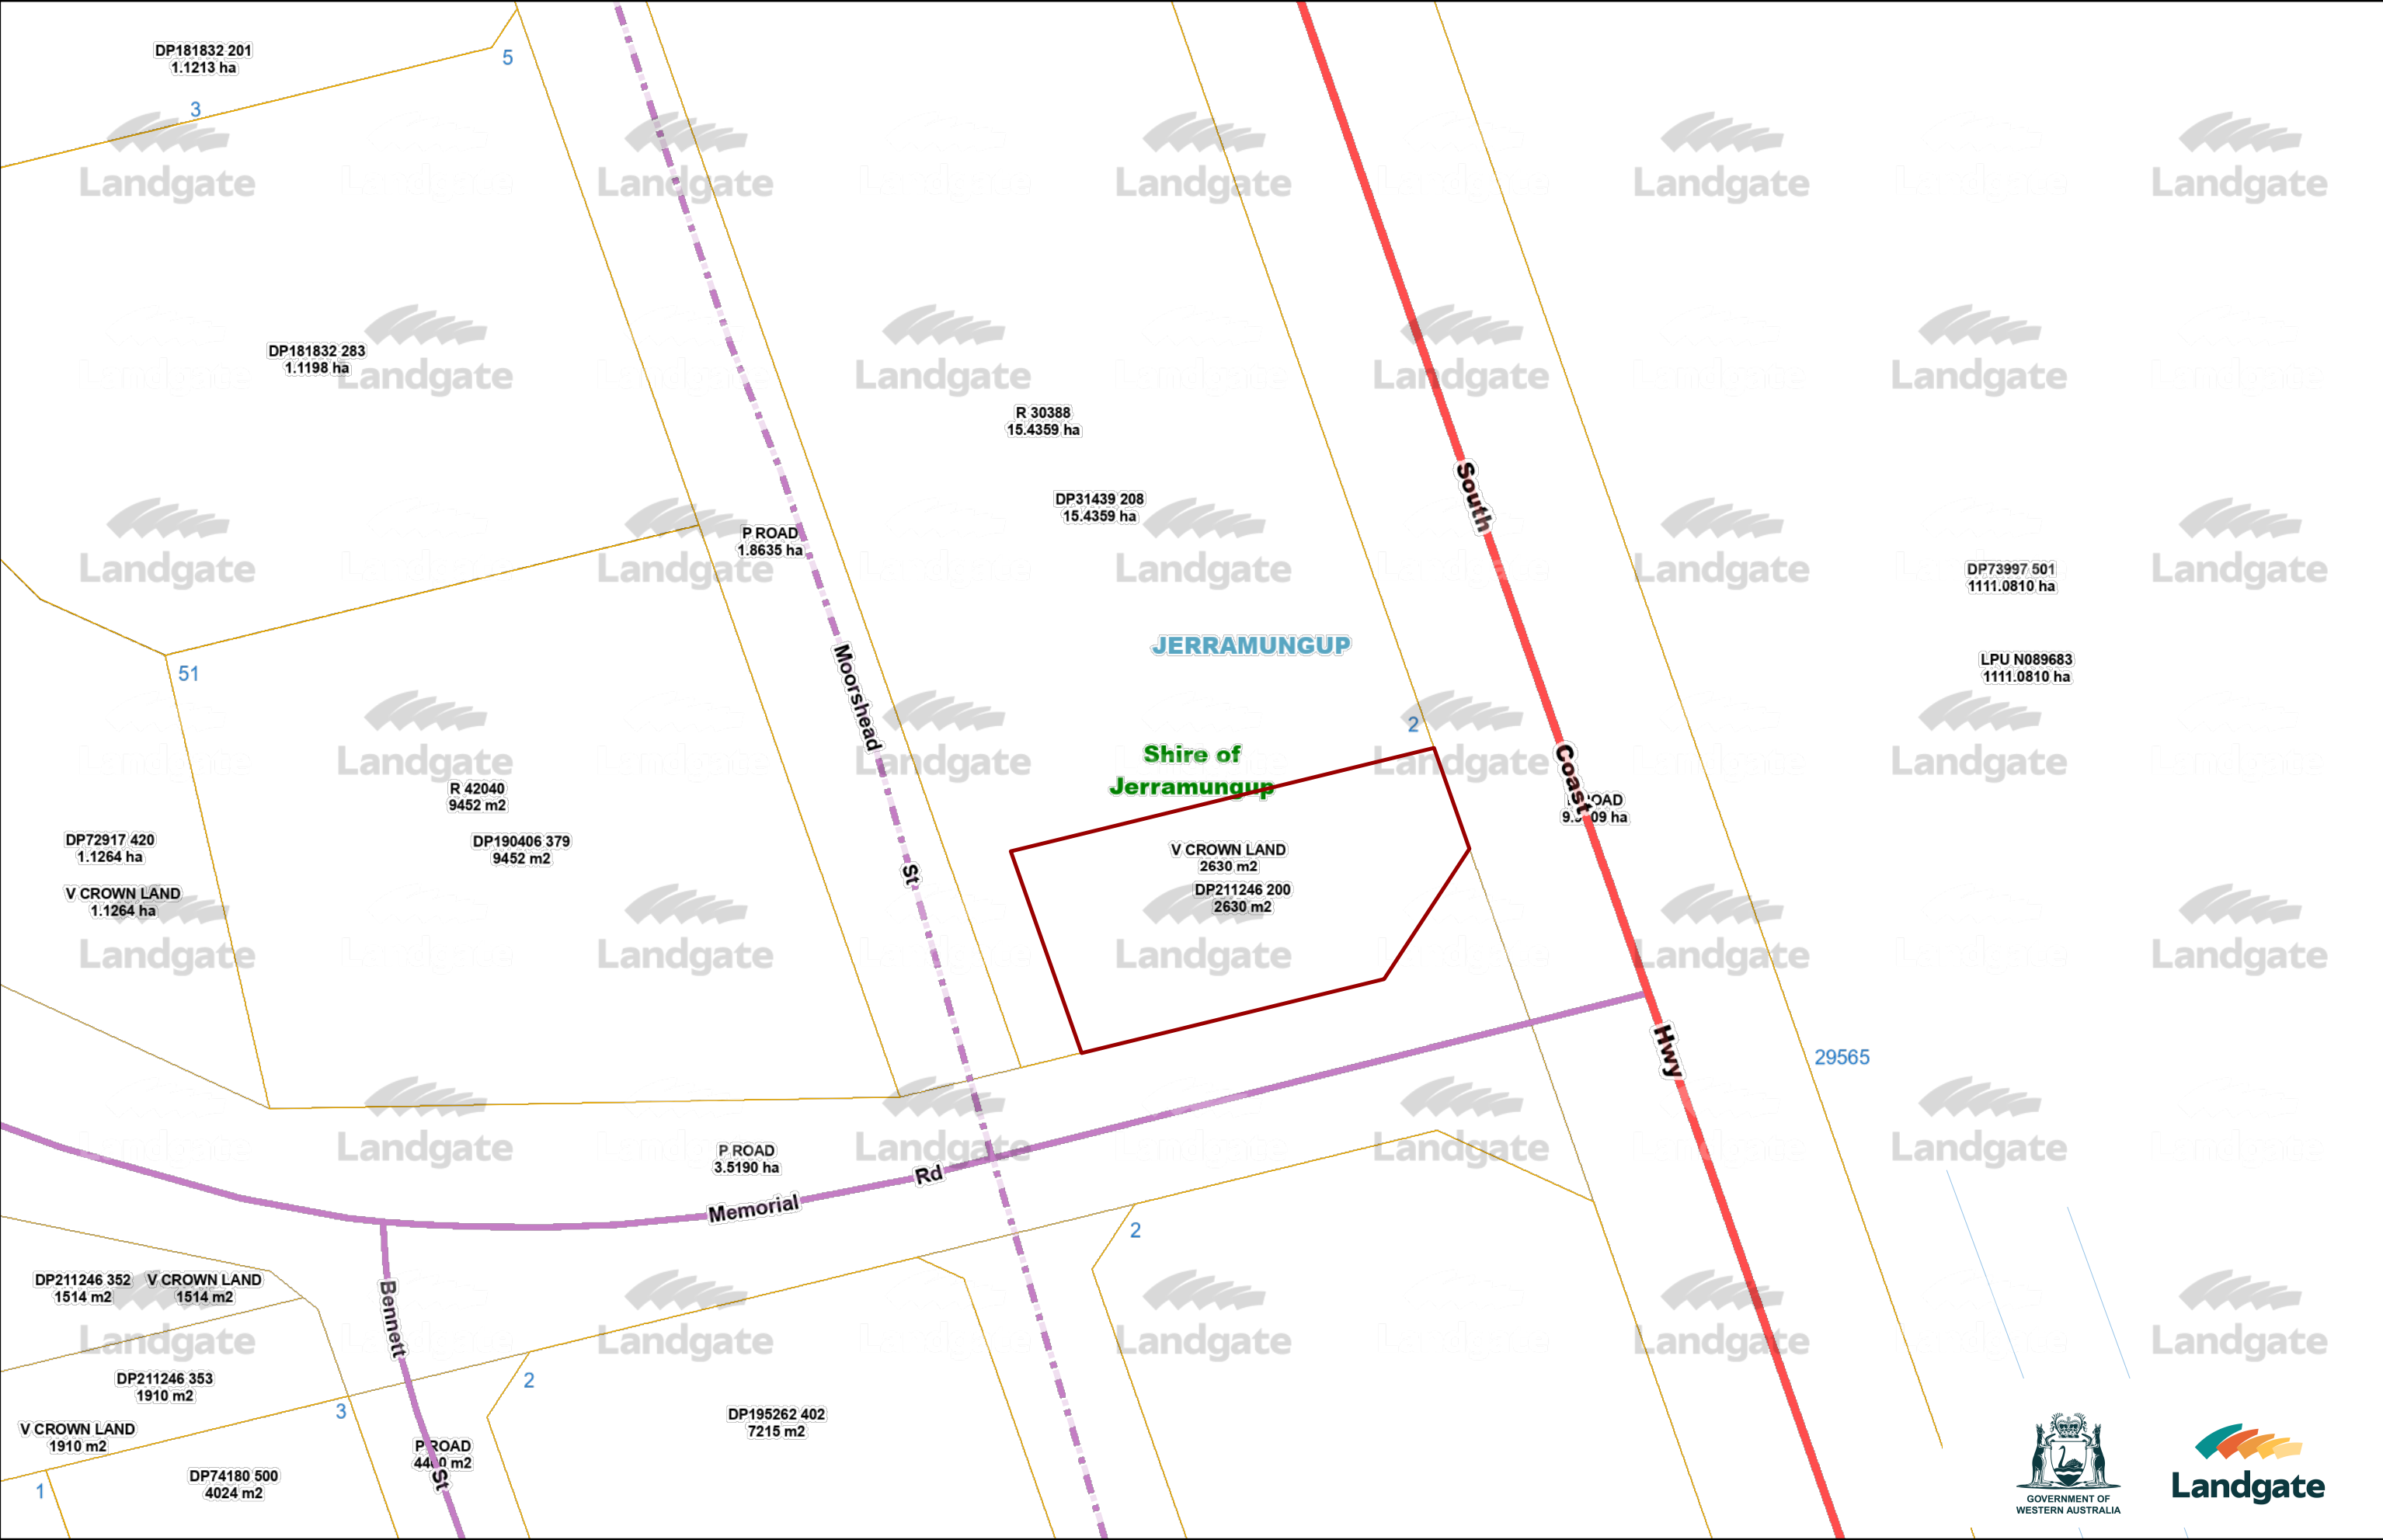 DP181832 201
1.1213 ha
5
3
DP181832 283
1.1198 ha
R 30388
15.4359 ha
DP31439 208
15.4359 ha
South
P ROAD
1.8635 ha
DP73997 501
1111.0810 ha
JERRAMUNGUP
LPU N089683
1111.0810 ha
51
Moorshead
2
Shire of
Jerramungup
Coast
R 42040
9452 m2
DP190406 379
9452 m2
DP72917 420
1.1264 ha
V CROWN LAND
1.1264 ha
V CROWN LAND
2630 m2
DP211246 200
2630 m2
St
Hwy
29565
P ROAD
3.5190 ha
Memorial
Rd
2
DP211246 352
1514 m2
V CROWN LAND
1514 m2
Bennett
DP211246 353
1910 m2
2
3
V CROWN LAND
1910 m2
DP195262 402
7215 m2
P ROAD
St
DP74180 500
4024 m2
1
GOVERNMENT OF
WESTERN AUSTRALIA
Landgate